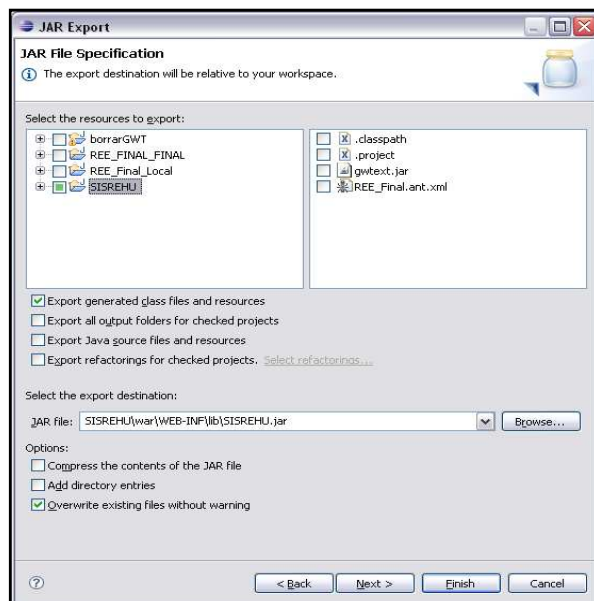 JAR Export
JAR File Specification
The export destination will be relative to your workspace.
Select the resources to export:
borrarGWT
REE_FINAL_FINAL
REE_Final_Local
SISREHU
.classpath
.project
gwtext.jar
REE_Final.ant.xml
Export generated class files and resources
Export all output folders for checked projects
Export Java source files and resources
Export refactorings for checked projects. Select refactorings...
Select the export destination:
JAR file: SISREHU\war\WEB-INF\lib\SISREHU.jar Browse...
Options:
Compress the contents of the JAR file
Add directory entries
Overwrite existing files without warning
? < Back Next > Finish Cancel